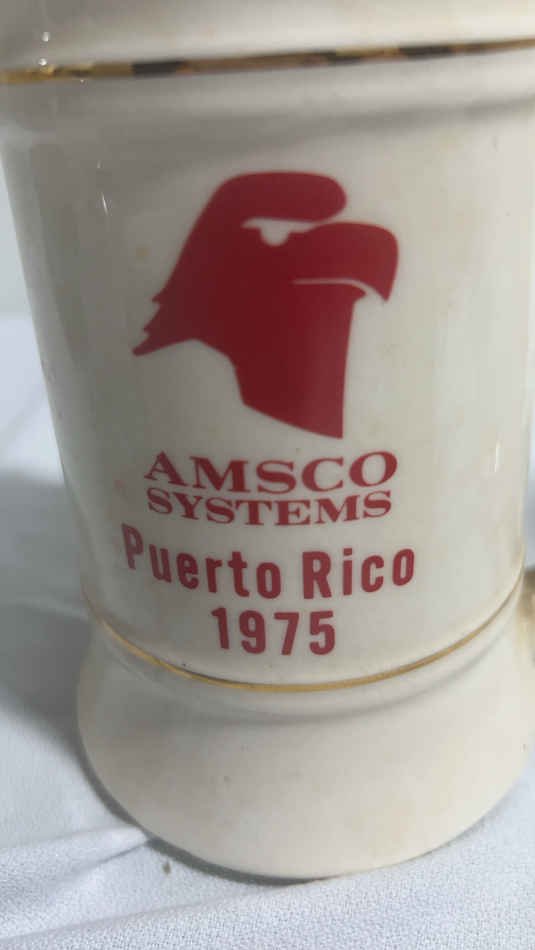 AMSCO
SYSTEMS
Puerto Rico
1975